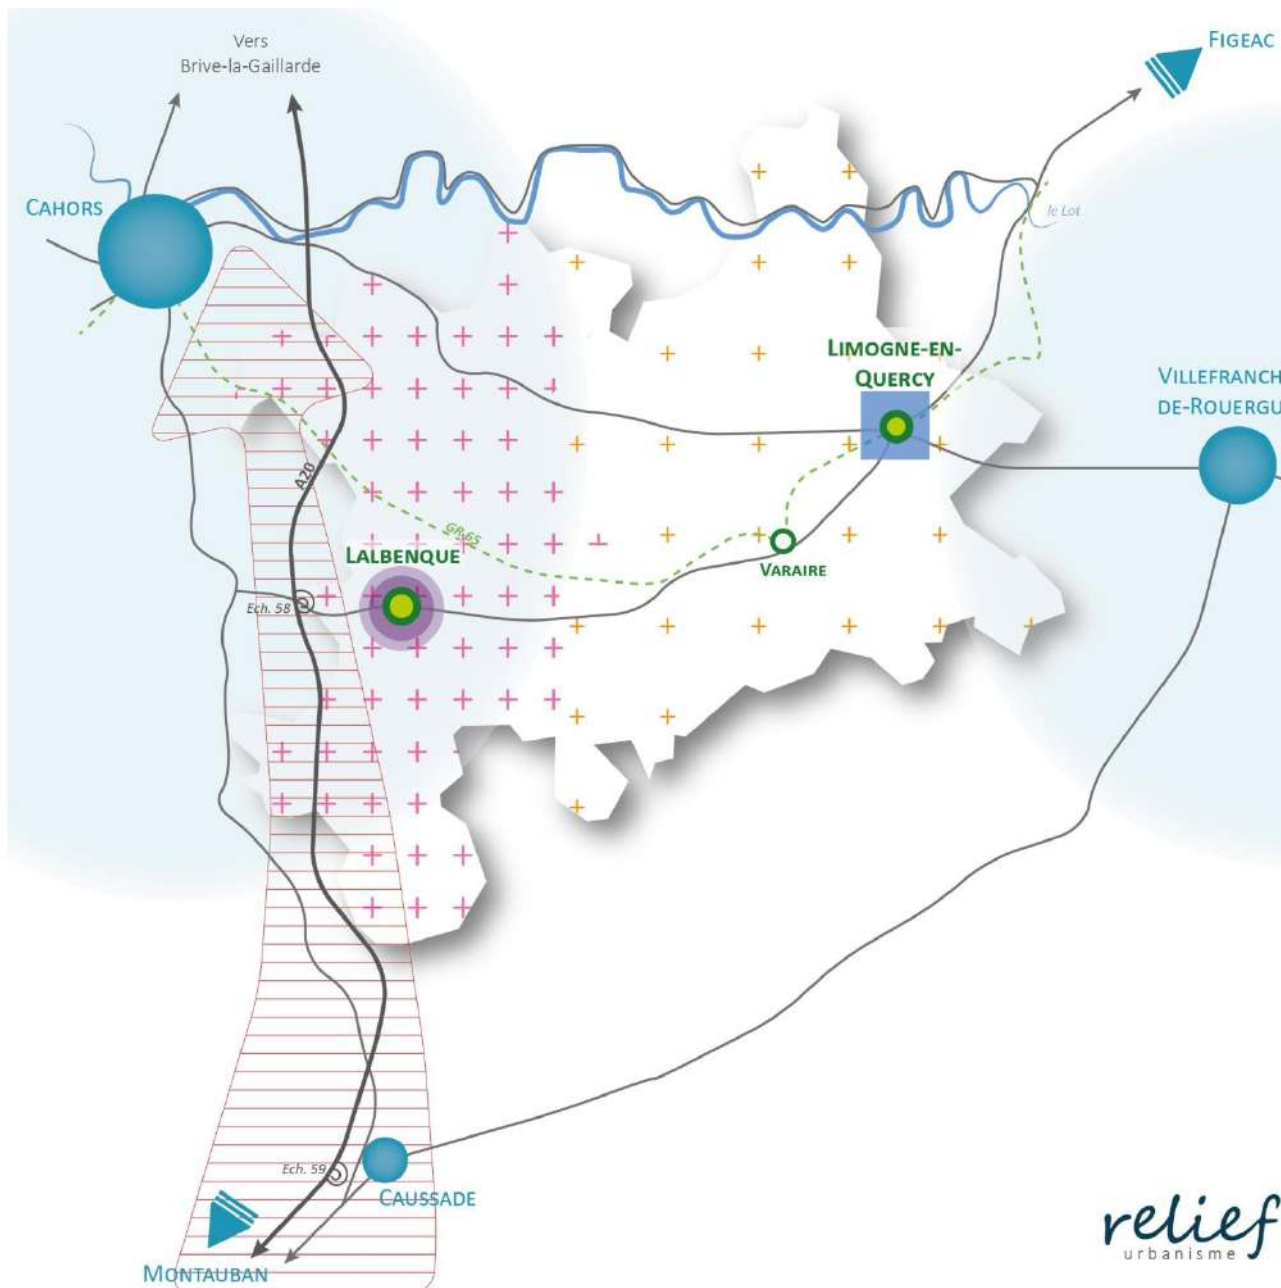 Vers
Brive-la-Gaillarde
FIGEAC
CAHORS
le Lot
LIMOGNE-EN-
QUERCY
VILLEFRANCH
DE-ROUERGU
A20
GR 65
LALBENQUE
VARAIRE
Ech. 58
Ech. 59
CAUSSADE
MONTAUBAN
relief
urbanisme